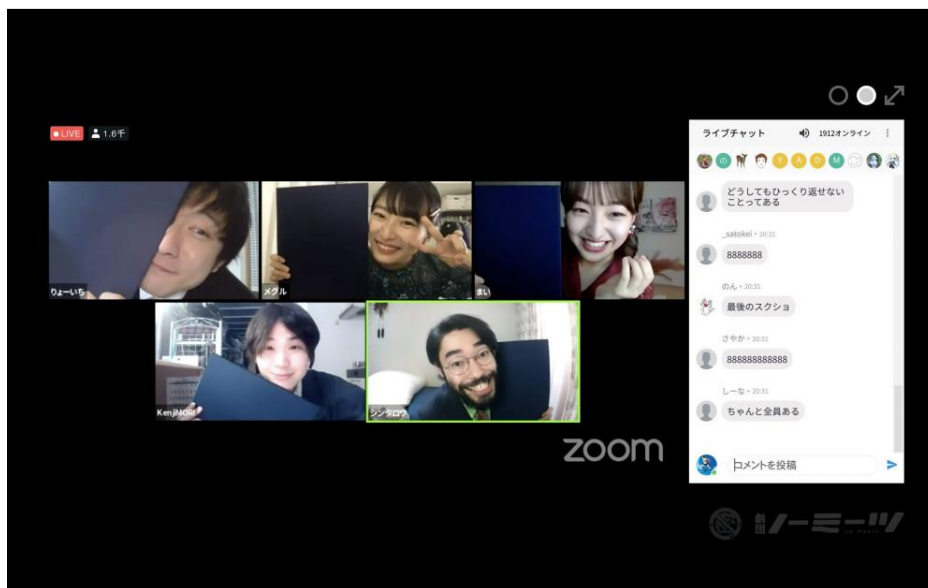 LIVE 1.6千
りょーいち
メグル
まい
KenjiMORI
シンタロウ
zoom
ライブチャット 1912オンライン
の Y A D M
どうしてもひっくり返せない
ことってある
_satokei・20:31
8888888
のん・20:31
最後のスクショ
さやか・20:31
888888888888
しーな・20:31
ちゃんと全員ある
コメントを投稿
劇団ノーミーツ